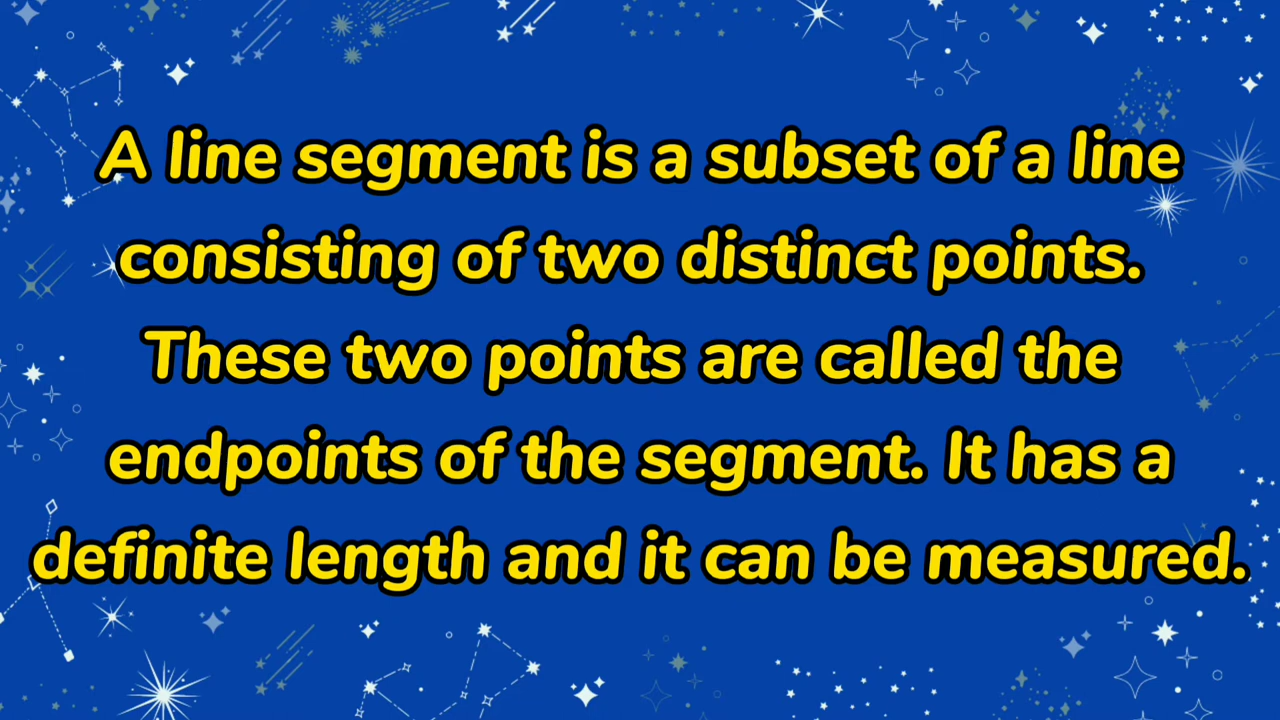 A line segment is a subset of a line
consisting of two distinct points.
These two points are called the
endpoints of the segment. It has a
definite length and it can be measured.